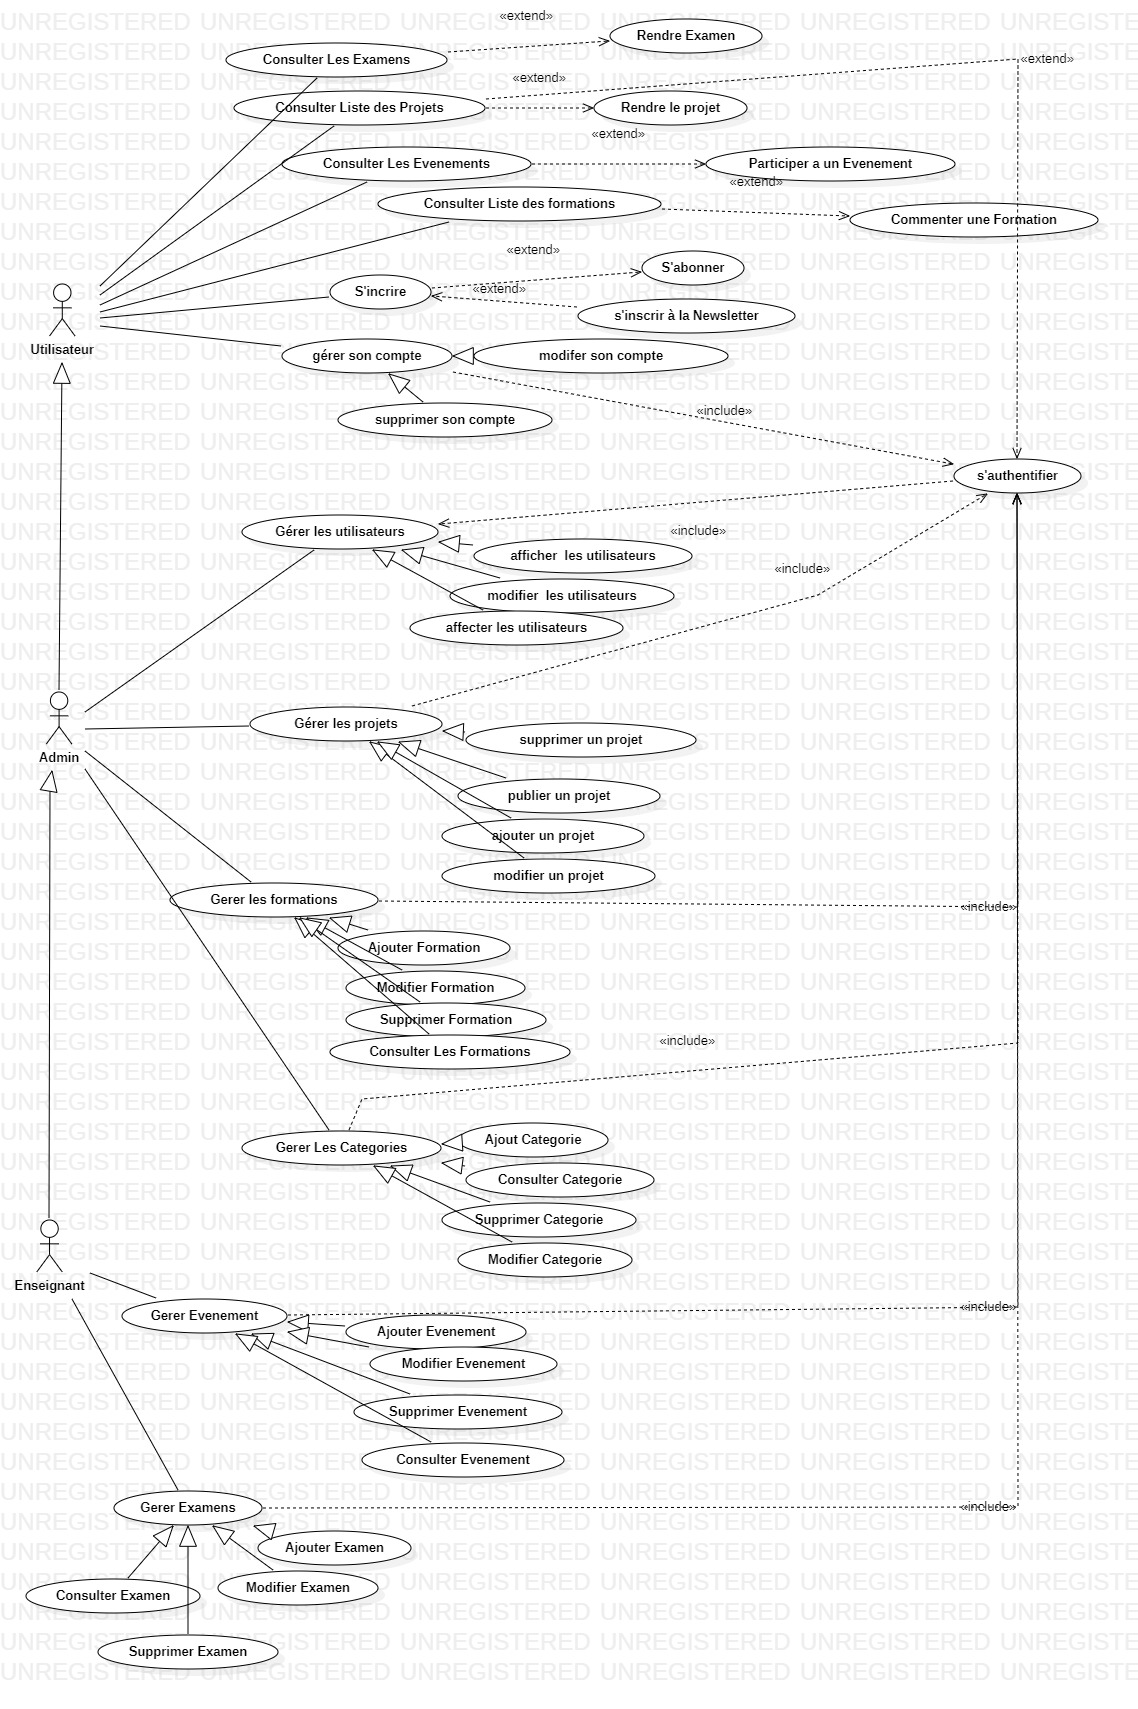 «extend»
Rendre Examen
Consulter Les Examens
«extend»
«extend»
Consulter Liste des Projets
Rendre le projet
«extend»
Consulter Les Evenements
Participer a un Evenement
«extend»
Consulter Liste des formations
Commenter une Formation
«extend»
S'abonner
S'incrire
«extend»
s'inscrir à la Newsletter
Utilisateur
gérer son compte
modifer son compte
«include»
supprimer son compte
s'authentifier
Gérer les utilisateurs
«include»
afficher  les utilisateurs
«include»
modifier  les utilisateurs
affecter les utilisateurs
Gérer les projets
supprimer un projet
Admin
publier un projet
ajouter un projet
modifier un projet
Gerer les formations
«include»
Ajouter Formation
Modifier Formation
Supprimer Formation
«include»
Consulter Les Formations
Gerer Les Categories
Ajout Categorie
Consulter Categorie
Supprimer Categorie
Modifier Categorie
Enseignant
«include»
Gerer Evenement
Ajouter Evenement
Modifier Evenement
Supprimer Evenement
Consulter Evenement
Gerer Examens
«include»
Ajouter Examen
Modifier Examen
Consulter Examen
Supprimer Examen
UNREGISTERED